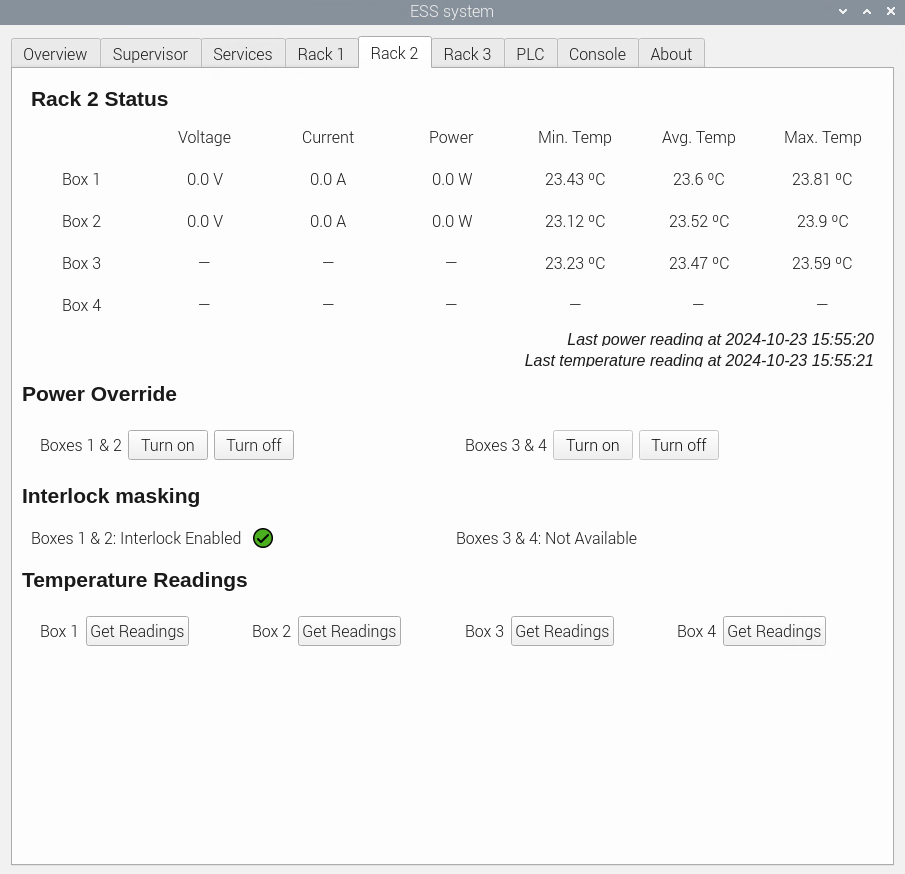 ESS system
Overview Supervisor Services Rack 1 Rack 2 Rack 3 PLC Console About
Rack 2 Status
Voltage Current Power Min. Temp Avg. Temp Max. Temp
Box 1 0.0 V 0.0 A 0.0 W 23.43 ºC 23.6 ºC 23.81 ºC
Box 2 0.0 V 0.0 A 0.0 W 23.12 ºC 23.52 ºC 23.9 ºC
Box 3 — — — 23.23 ºC 23.47 ºC 23.59 ºC
Box 4 — — — — — —
Last power reading at 2024-10-23 15:55:20
Last temperature reading at 2024-10-23 15:55:21
Power Override
Boxes 1 & 2 Turn on Turn off Boxes 3 & 4 Turn on Turn off
Interlock masking
Boxes 1 & 2: Interlock Enabled Boxes 3 & 4: Not Available
Temperature Readings
Box 1 Get Readings Box 2 Get Readings Box 3 Get Readings Box 4 Get Readings